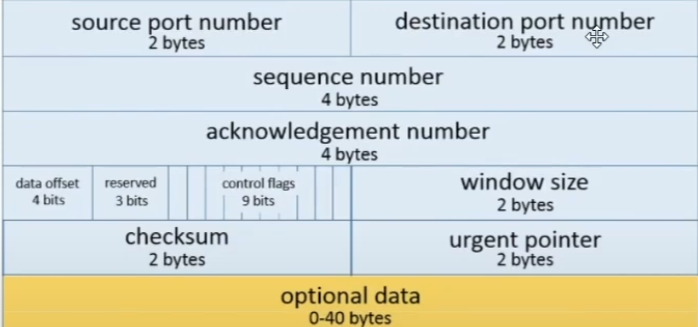 source port number
2 bytes
destination port number
2 bytes
sequence number
4 bytes
acknowledgement number
4 bytes
data offset
4 bits
reserved
3 bits
control flags
9 bits
window size
2 bytes
checksum
2 bytes
urgent pointer
2 bytes
optional data
0-40 bytes